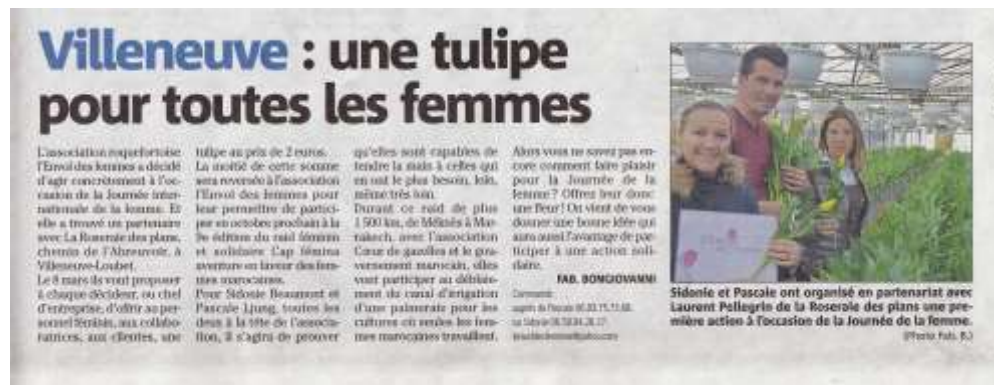 Villeneuve : une tulipe
pour toutes les femmes
L'association roquefortoise
l'Envol des femmes a décidé
d'agir concrètement à l'oc-
casion de la Journée inter-
nationale de la femme. Et
elle a trouvé un partenaire
avec La Roseraie des plans,
chemin de l'Abreuvoir, à
Villeneuve-Loubet.
Le 8 mars ils vont proposer
à chaque décideur, ou chef
d'entreprise, d'offrir au per-
sonnel féminin, aux collabo-
ratrices, aux clientes, une
tulipe au prix de 2 euros.
La moitié de cette somme
sera reversée à l'association
l'Envol des femmes pour
leur permettre de partici-
per en octobre prochain à la
9e édition du raid féminin
et solidaire Cap fémina
aventure en faveur des fem-
mes marocaines.
Pour Sidonie Beaumont et
Pascale Ljung, toutes les
deux à la tête de l'associa-
tion, il s'agira de prouver
qu'elles sont capables de
tendre la main à celles qui
en ont le plus besoin, loin,
même très loin.
Durant ce raid de plus
1 500 km, de Meknès à Mar-
rakech, avec l'association
Cœur de gazelles et le gou-
vernement marocain, elles
vont participer au déblaie-
ment du canal d'irrigation
d'une palmeraie pour les
cultures où seules les fem-
mes marocaines travaillent.
Alors vous ne savez pas en-
core comment faire plaisir
pour la Journée de la
femme ? Offrez leur donc
une fleur ! On vient de vous
donner une bonne idée qui
aura aussi l'avantage de par-
ticiper à une action soli-
daire.
FAB. BONGIOVANNI
auprès de Pascale
ou Sidonie
Sidonie et Pascale ont organisé en partenariat avec
Laurent Pellegrin de la Roseraie des plans une pre-
mière action à l'occasion de la Journée de la femme.
(Photo Fab. B.)